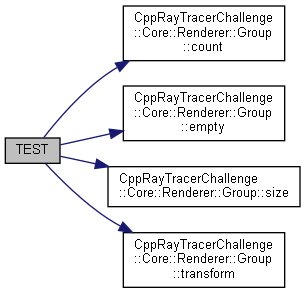 TEST
CppRayTracerChallenge
::Core::Renderer::Group
::count
CppRayTracerChallenge
::Core::Renderer::Group
::empty
CppRayTracerChallenge
::Core::Renderer::Group::size
CppRayTracerChallenge
::Core::Renderer::Group
::transform